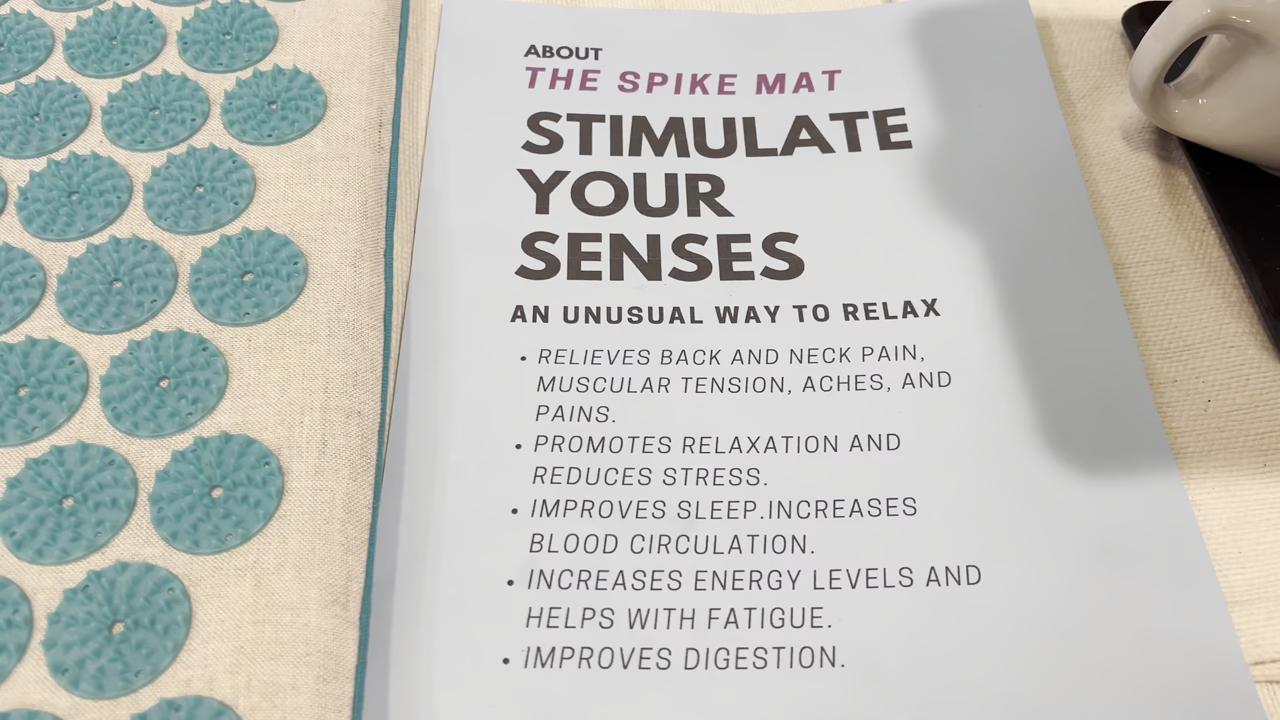 ABOUT
THE SPIKE MAT
STIMULATE
YOUR
SENSES
AN UNUSUAL WAY TO RELAX
• RELIEVES BACK AND NECK PAIN,
MUSCULAR TENSION, ACHES, AND
PAINS.
• PROMOTES RELAXATION AND
REDUCES STRESS.
• IMPROVES SLEEP.INCREASES
BLOOD CIRCULATION.
• INCREASES ENERGY LEVELS AND
HELPS WITH FATIGUE.
• IMPROVES DIGESTION.